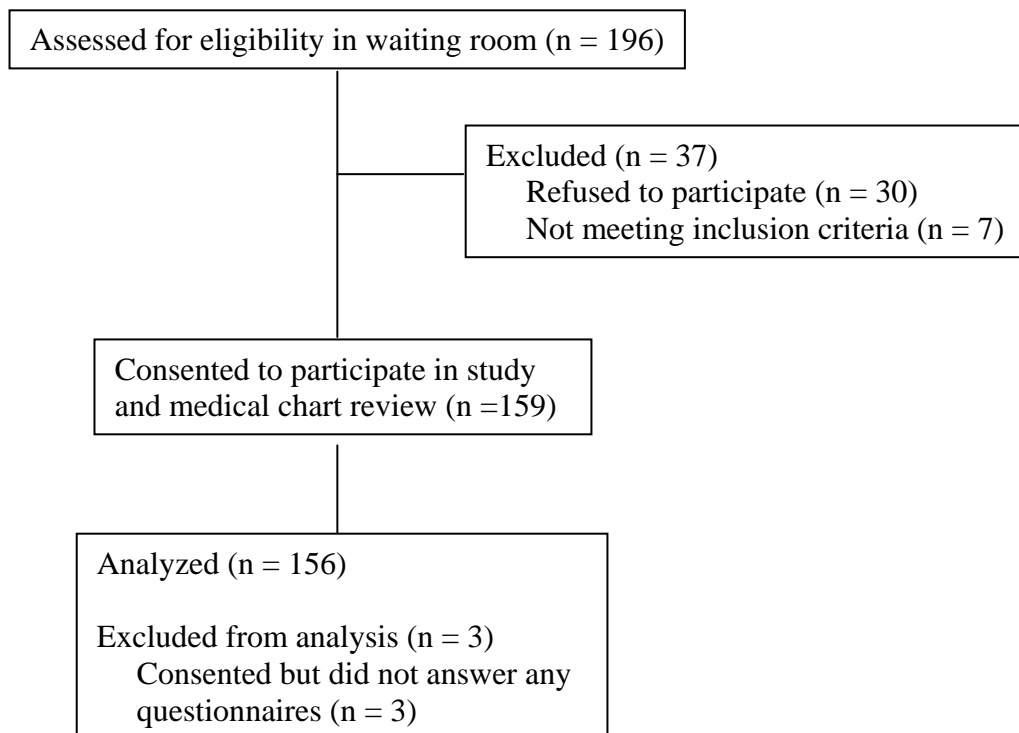 Assessed for eligibility in waiting room (n = 196)
Excluded (n = 37)
Refused to participate (n = 30)
Not meeting inclusion criteria (n = 7)
Consented to participate in study
and medical chart review (n =159)
Analyzed (n = 156)
Excluded from analysis (n = 3)
Consented but did not answer any
questionnaires (n = 3)